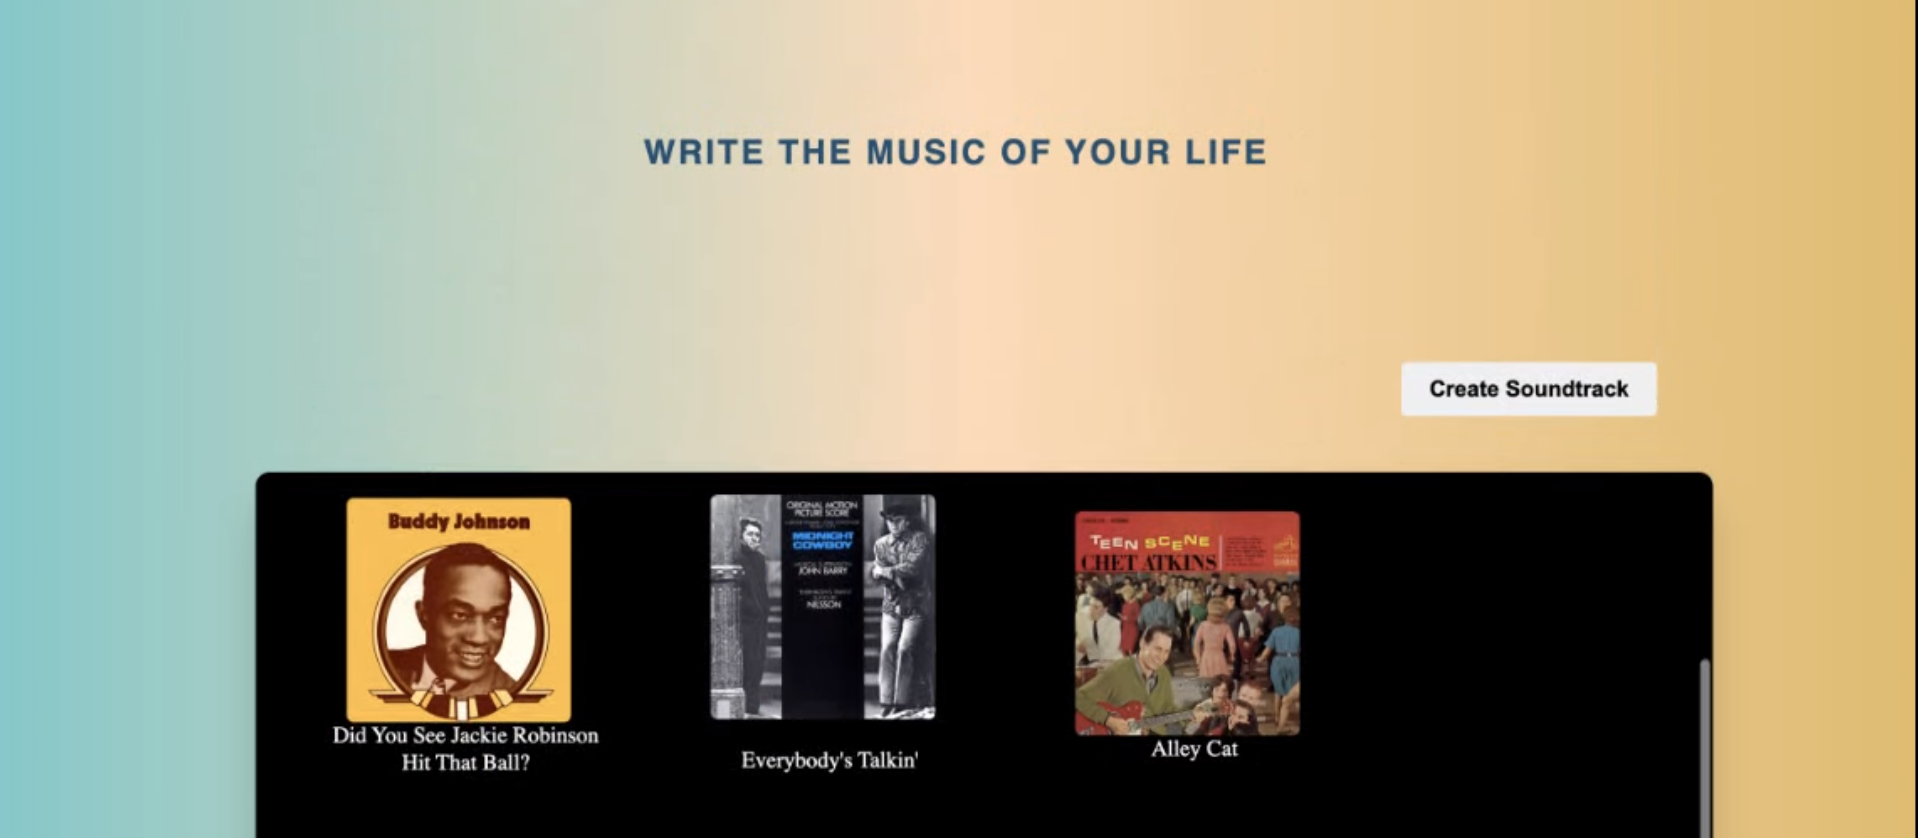 WRITE THE MUSIC OF YOUR LIFE
Create Soundtrack
Buddy Johnson
Did You See Jackie Robinson
Hit That Ball?
ORIGINAL MOTION
PICTURE SCORE
MIDNIGHT
COWBOY
JOHN BARRY
NILSSON
Everybody's Talkin'
TEEN SCENE
CHET ATKINS
Alley Cat